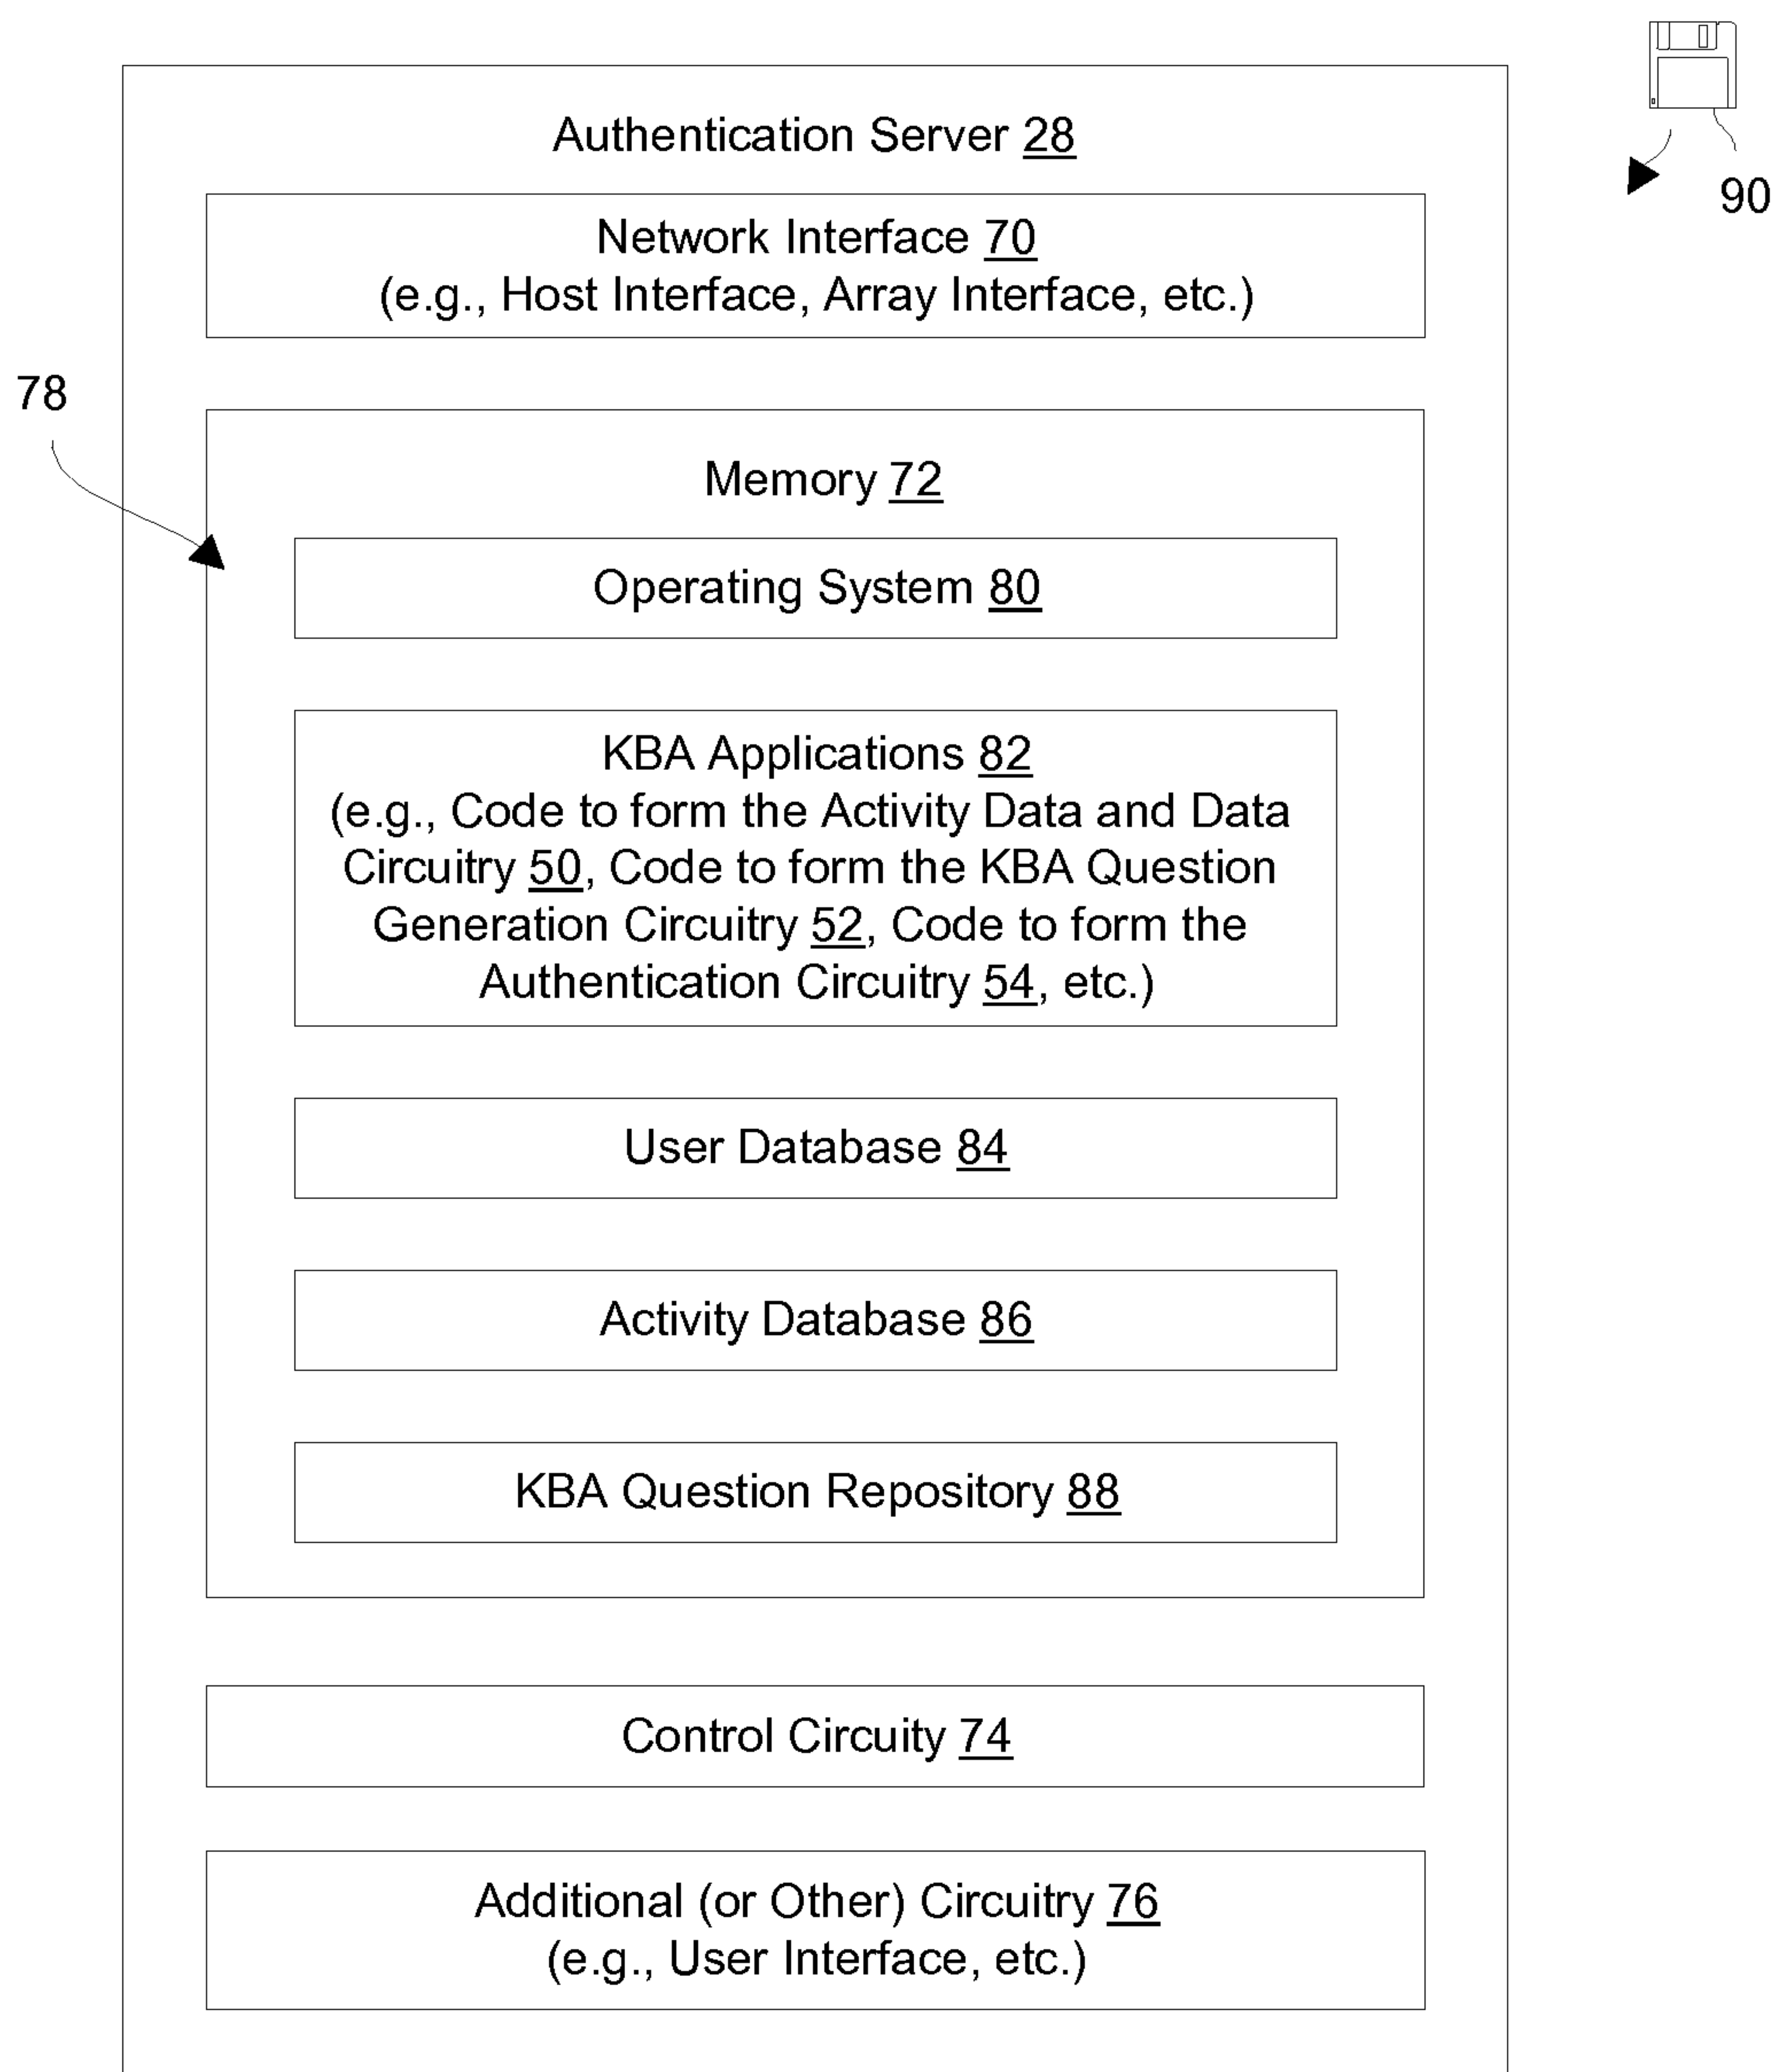 Authentication Server 28
90
Network Interface 70
(e.g., Host Interface, Array Interface, etc.)
78
Memory 72
Operating System 80
KBA Applications 82
(e.g., Code to form the Activity Data and Data
Circuitry 50, Code to form the KBA Question
Generation Circuitry 52, Code to form the
Authentication Circuitry 54, etc.)
User Database 84
Activity Database 86
KBA Question Repository 88
Control Circuity 74
Additional (or Other) Circuitry 76
(e.g., User Interface, etc.)